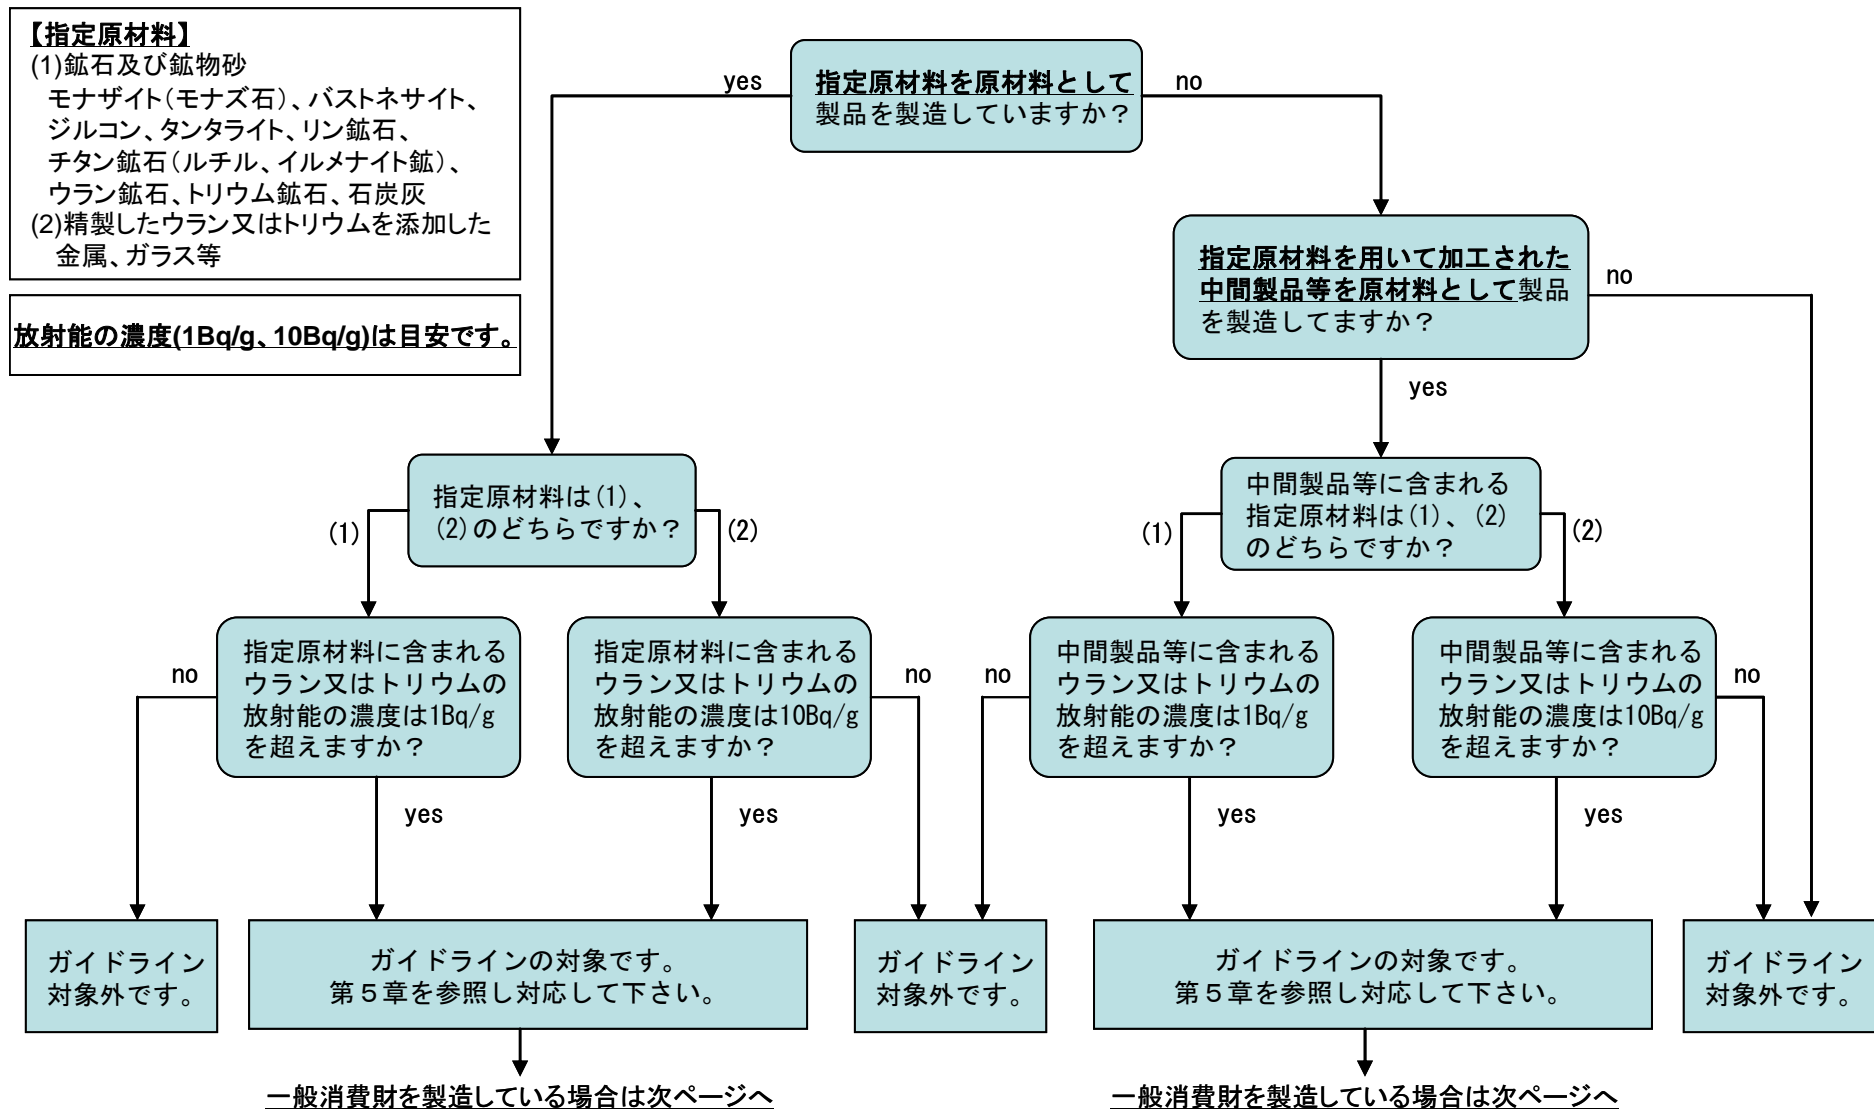 【指定原材料】
(1)鉱石及び鉱物砂
モナザイト(モナズ石)、バストネサイト、
ジルコン、タンタライト、リン鉱石、
チタン鉱石(ルチル、イルメナイト鉱)、
ウラン鉱石、トリウム鉱石、石炭灰
(2)精製したウラン又はトリウムを添加した
金属、ガラス等
放射能の濃度(1Bq/g、10Bq/g)は目安です。
yes
指定原材料を原材料として
製品を製造していますか？
no
指定原材料を用いて加工された
中間製品等を原材料として製品
を製造してますか？
no
yes
指定原材料は(1)、
(2)のどちらですか？
(1)
(2)
中間製品等に含まれる
指定原材料は(1)、(2)
のどちらですか？
(1)
(2)
no
指定原材料に含まれる
ウラン又はトリウムの
放射能の濃度は1Bq/g
を超えますか？
yes
指定原材料に含まれる
ウラン又はトリウムの
放射能の濃度は10Bq/g
を超えますか？
no
yes
no
中間製品等に含まれる
ウラン又はトリウムの
放射能の濃度は1Bq/g
を超えますか？
yes
中間製品等に含まれる
ウラン又はトリウムの
放射能の濃度は10Bq/g
を超えますか？
no
yes
ガイドライン
対象外です。
ガイドラインの対象です。
第５章を参照し対応して下さい。
ガイドライン
対象外です。
ガイドラインの対象です。
第５章を参照し対応して下さい。
ガイドライン
対象外です。
一般消費財を製造している場合は次ページへ
一般消費財を製造している場合は次ページへ